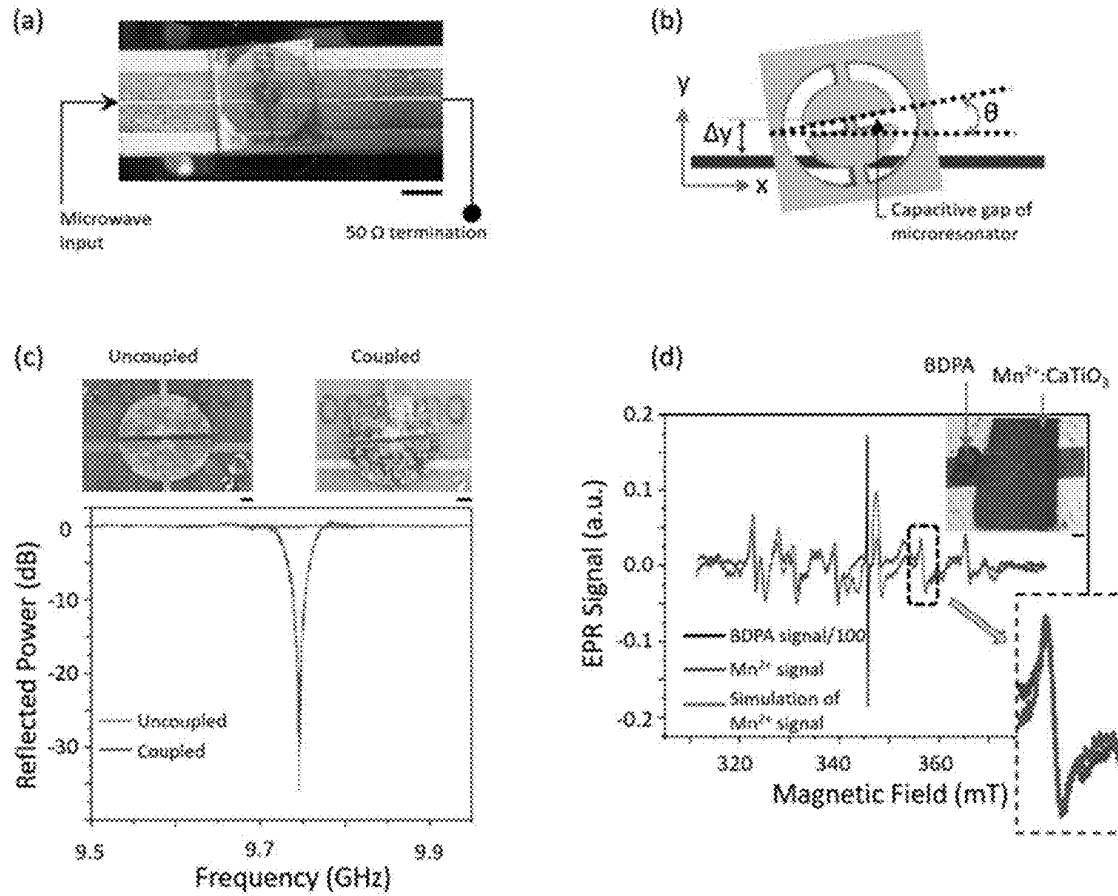 (a)
Microwave
input
50 Ω termination
(b)
y
Δy
x
θ
Capacitive gap of
microresonator
(c)
Uncoupled
Coupled
Reflected Power (dB)
0
-10
-20
-30
Uncoupled
Coupled
9.5
9.7
9.9
Frequency (GHz)
(d)
BDPA
Mn²⁺:CaTiO₃
EPR Signal (a.u.)
0.2
0.1
0.0
-0.1
-0.2
BDPA signal/100
Mn²⁺ signal
Simulation of
Mn²⁺ signal
320
340
360
Magnetic Field (mT)